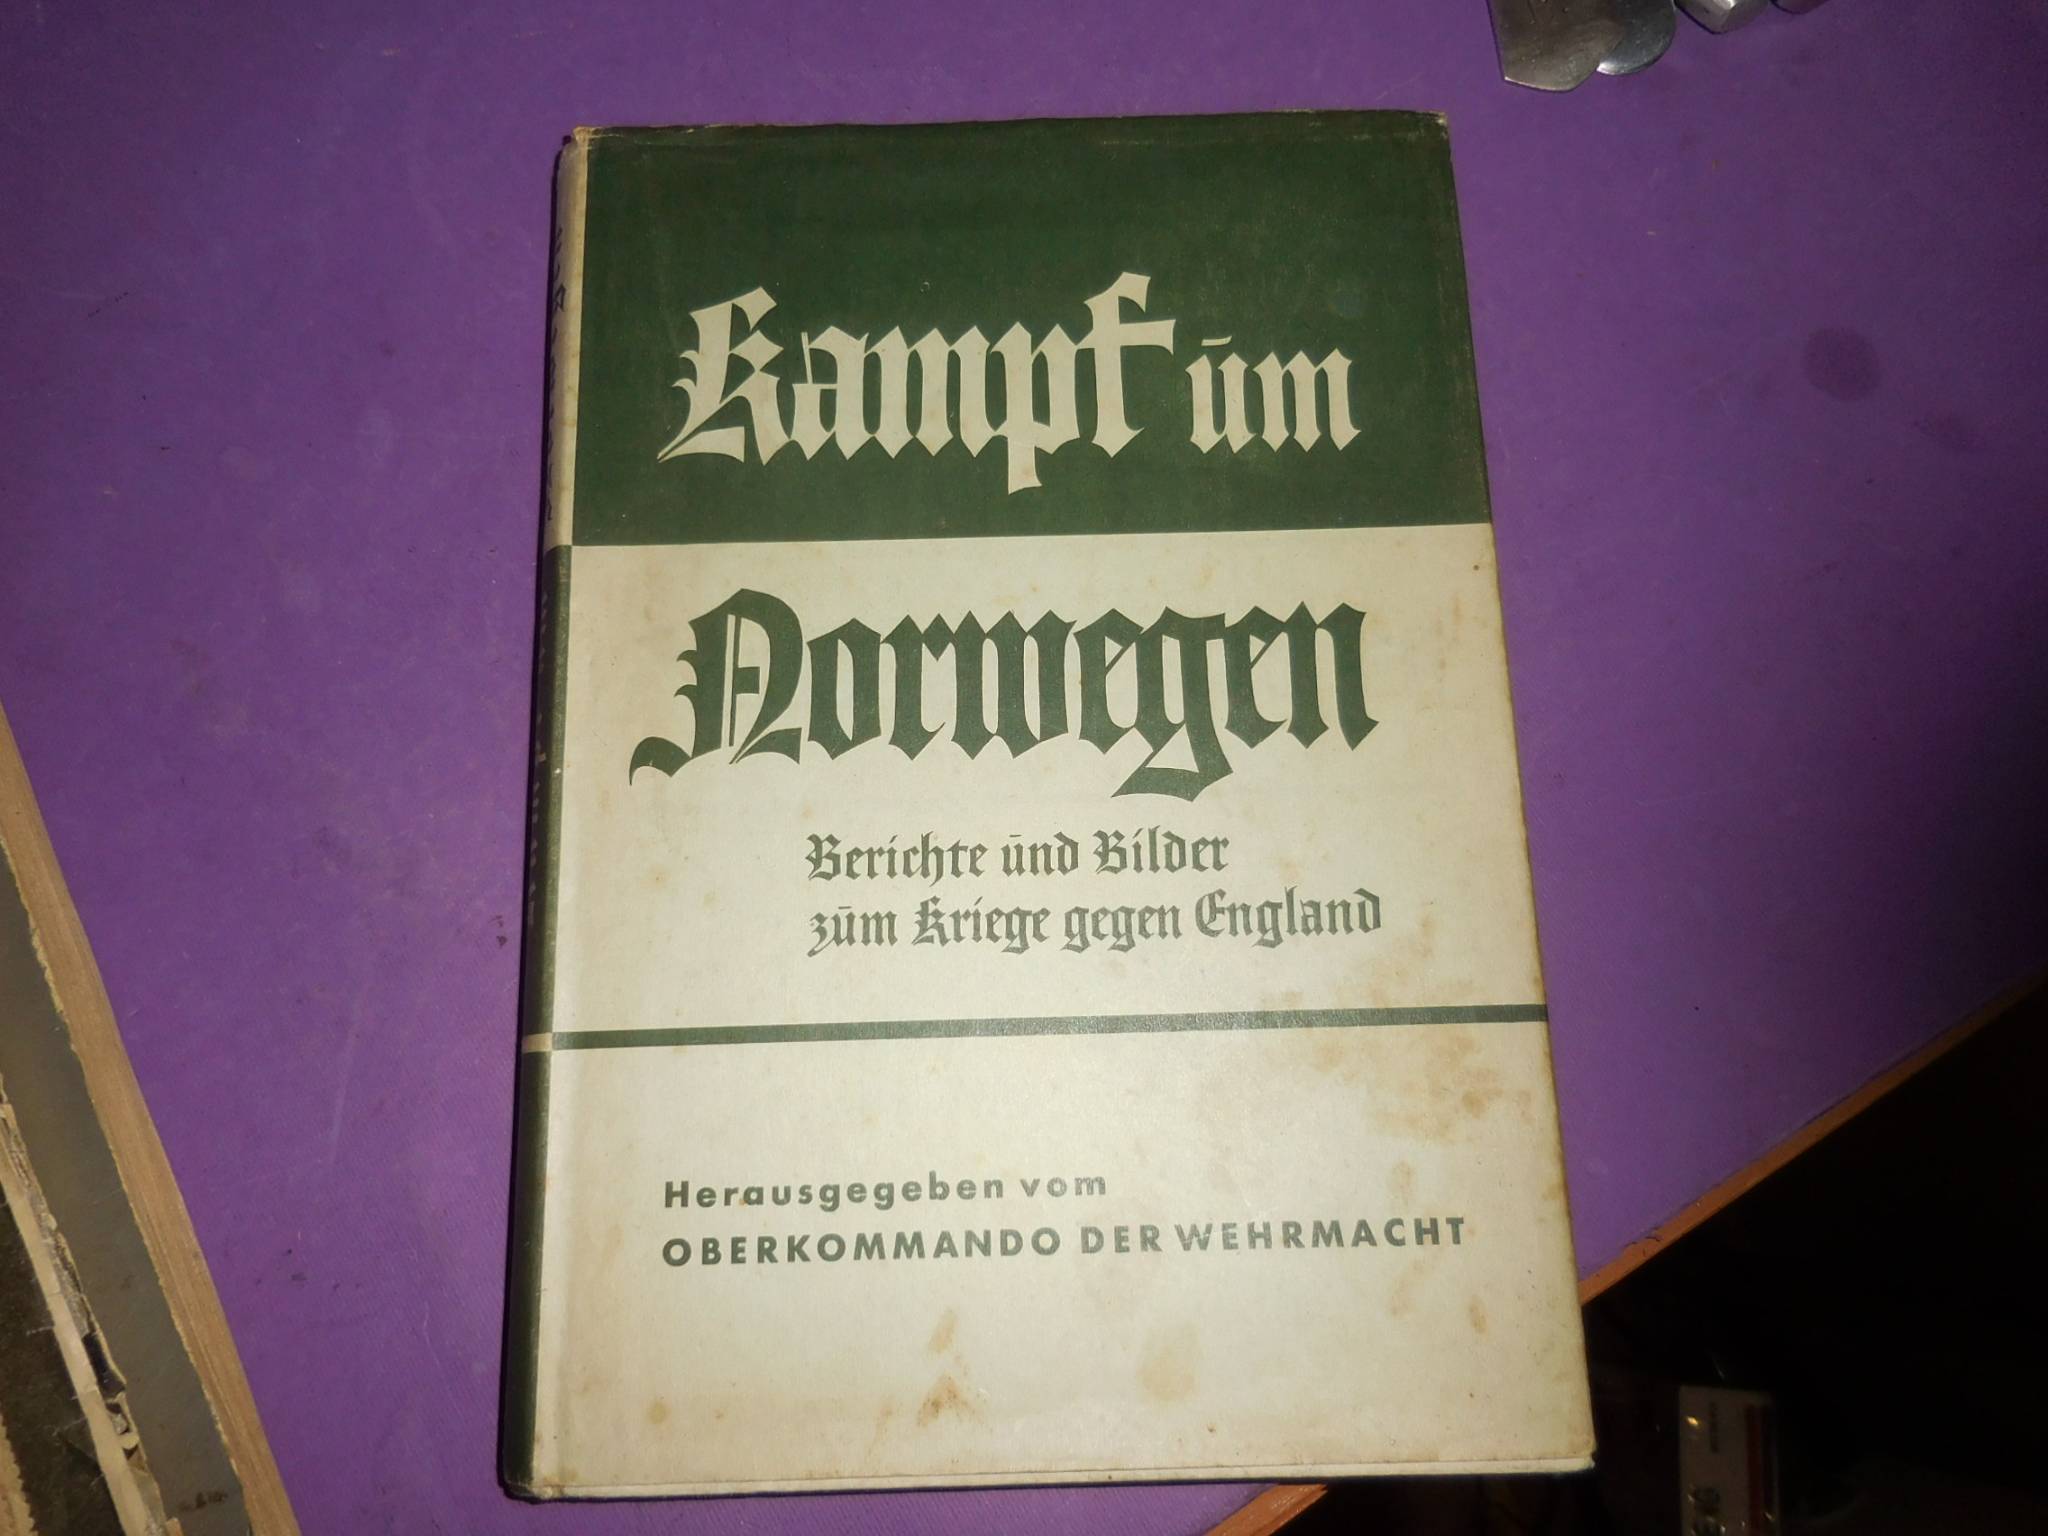 Kampf um
Norwegen
Berichte und Bilder
zum Kriege gegen England
Herausgegeben vom
OBERKOMMANDO DER WEHRMACHT